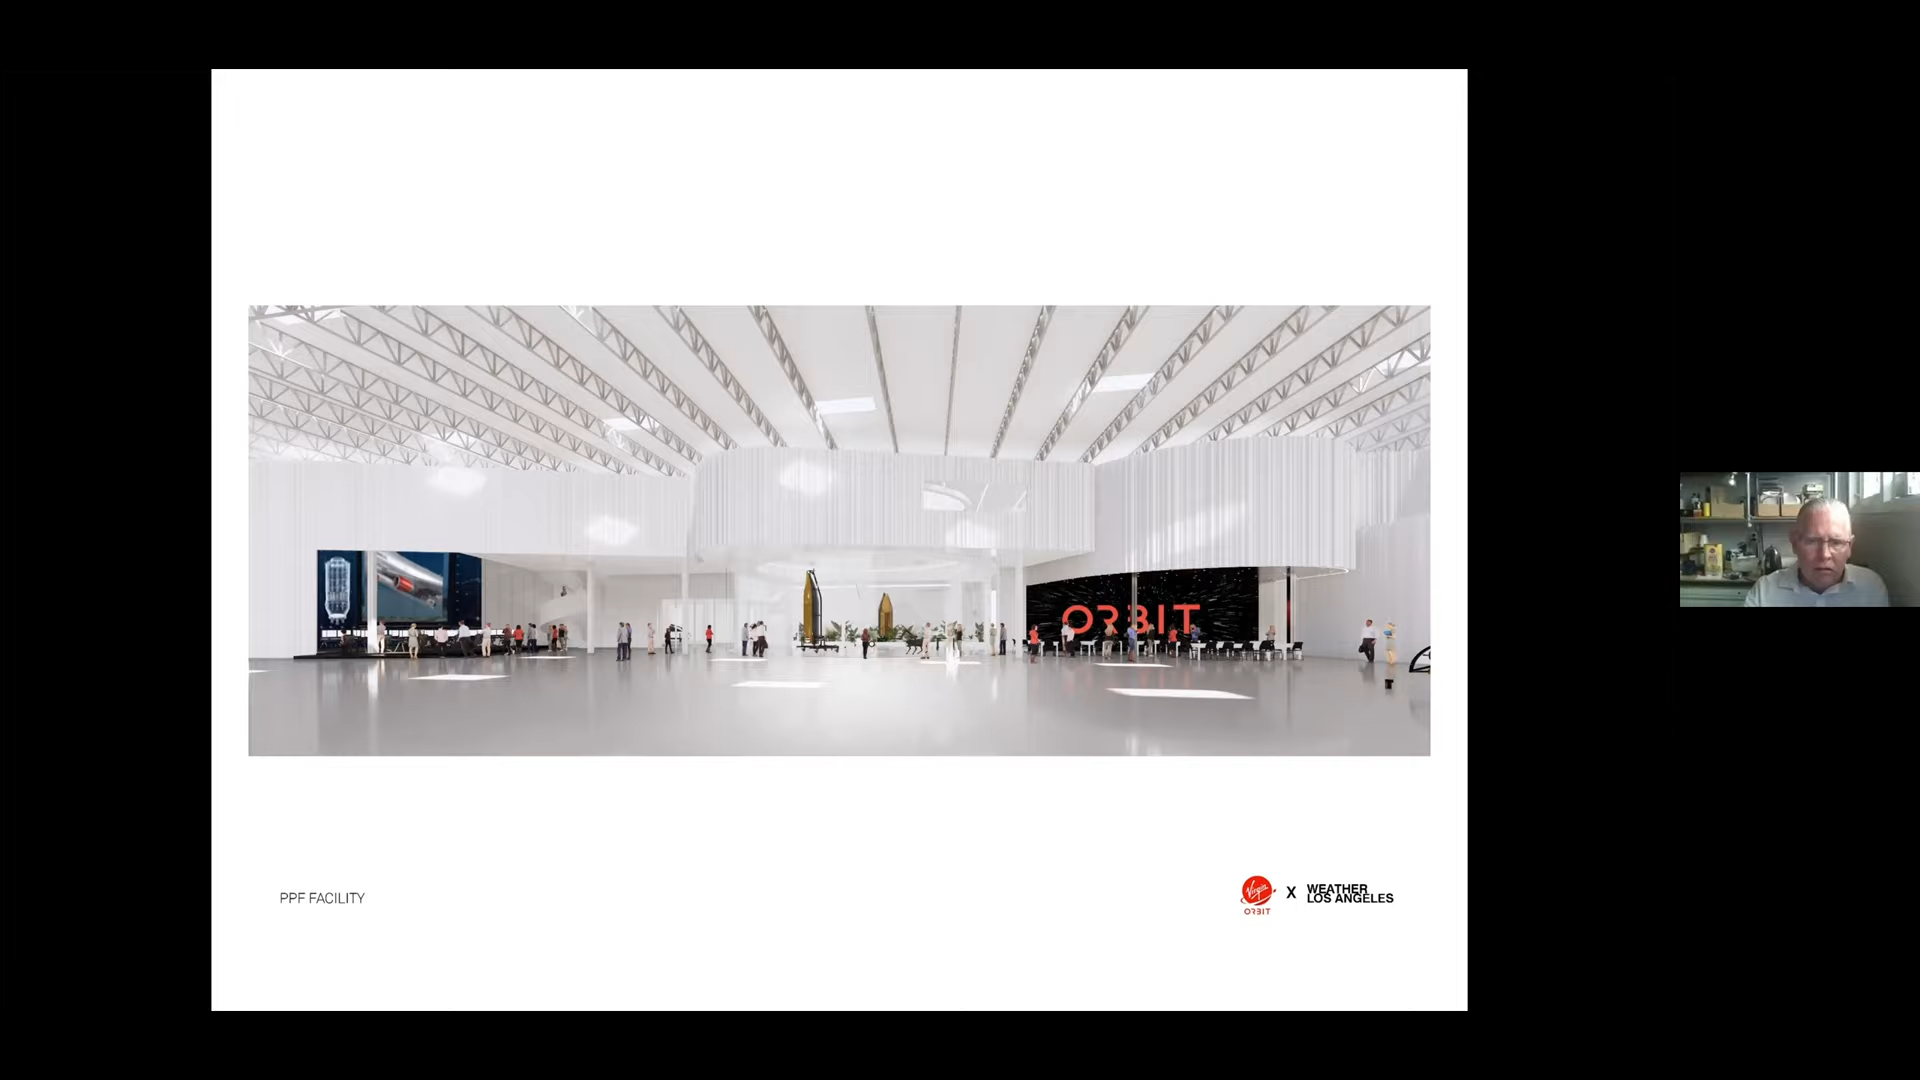 ORBIT
PPF FACILITY
Virgin
ORBIT
X
WEATHER
LOS ANGELES